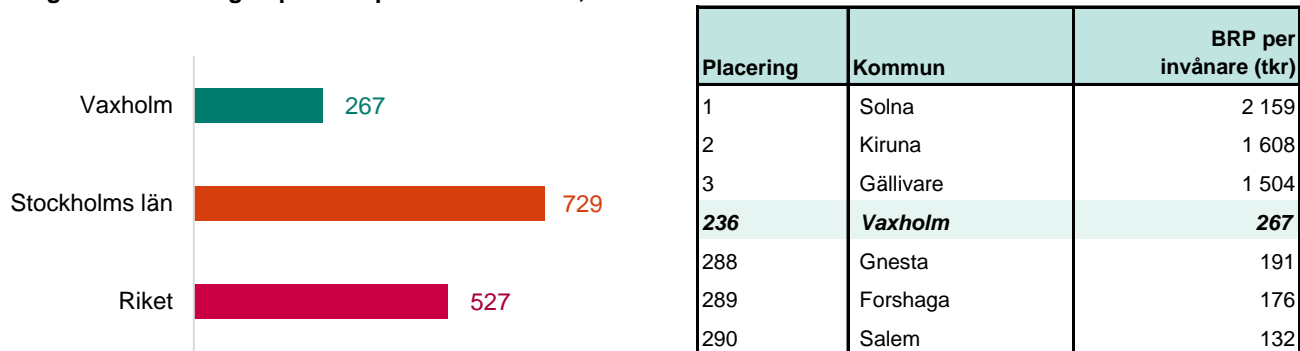 Vaxholm 267
Stockholms län 729
Riket 527
Placering Kommun BRP per invånare (tkr)
1 Solna 2 159
2 Kiruna 1 608
3 Gällivare 1 504
236 Vaxholm 267
288 Gnesta 191
289 Forshaga 176
290 Salem 132